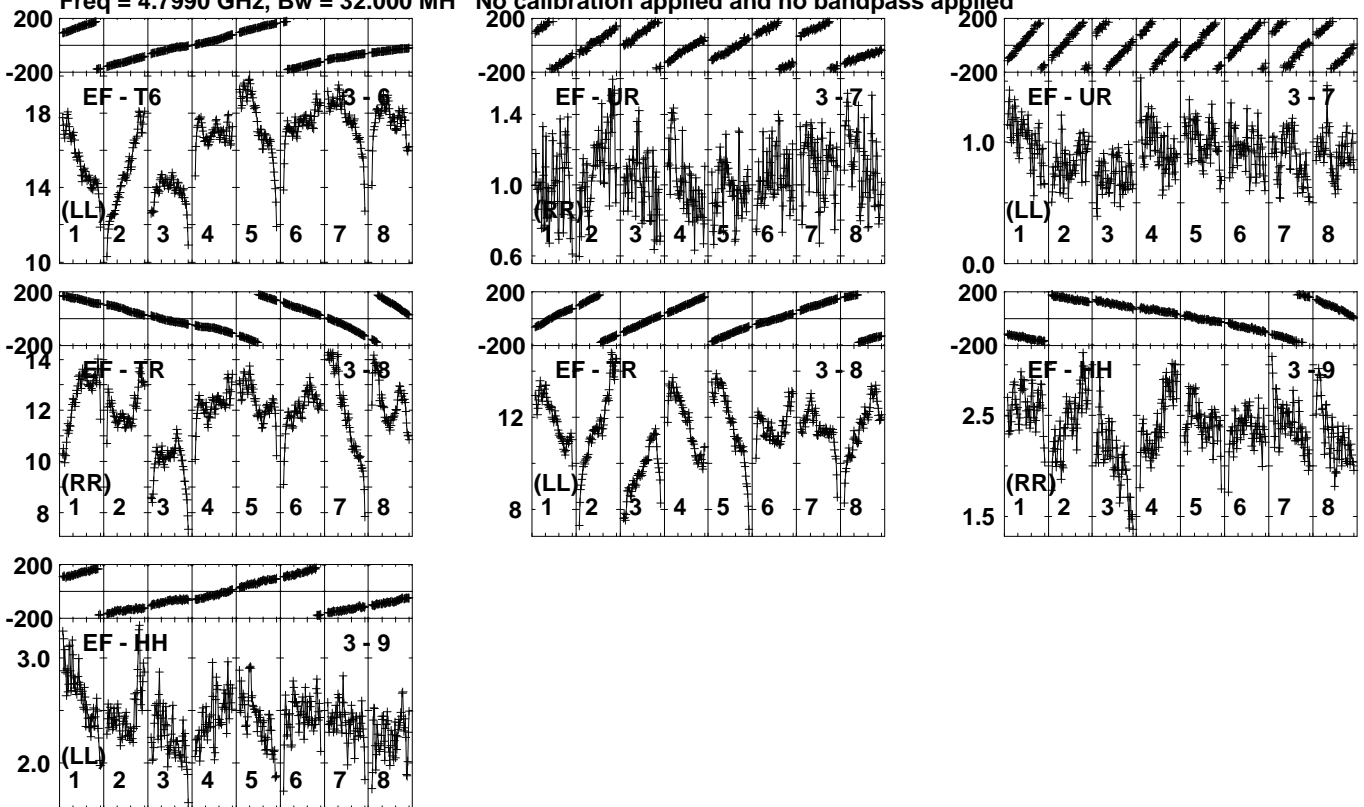 Freq = 4.7990 GHz, Bw = 32.000 MH No calibration applied and no bandpass applied
200
-200
EF - T6 3 - 6
18
14
10
(LL)
1 2 3 4 5 6 7 8
200
-200
EF - UR 3 - 7
1.4
1.0
0.6
(RR)
1 2 3 4 5 6 7 8
200
-200
EF - UR 3 - 7
1.0
0.0
(LL)
1 2 3 4 5 6 7 8
200
-200
EF - TR 3 - 8
14
12
10
8
(RR)
1 2 3 4 5 6 7 8
200
-200
EF - TR 3 - 8
12
8
(LL)
1 2 3 4 5 6 7 8
200
-200
EF - HH 3 - 9
2.5
1.5
(RR)
1 2 3 4 5 6 7 8
200
-200
EF - HH 3 - 9
3.0
2.0
(LL)
1 2 3 4 5 6 7 8